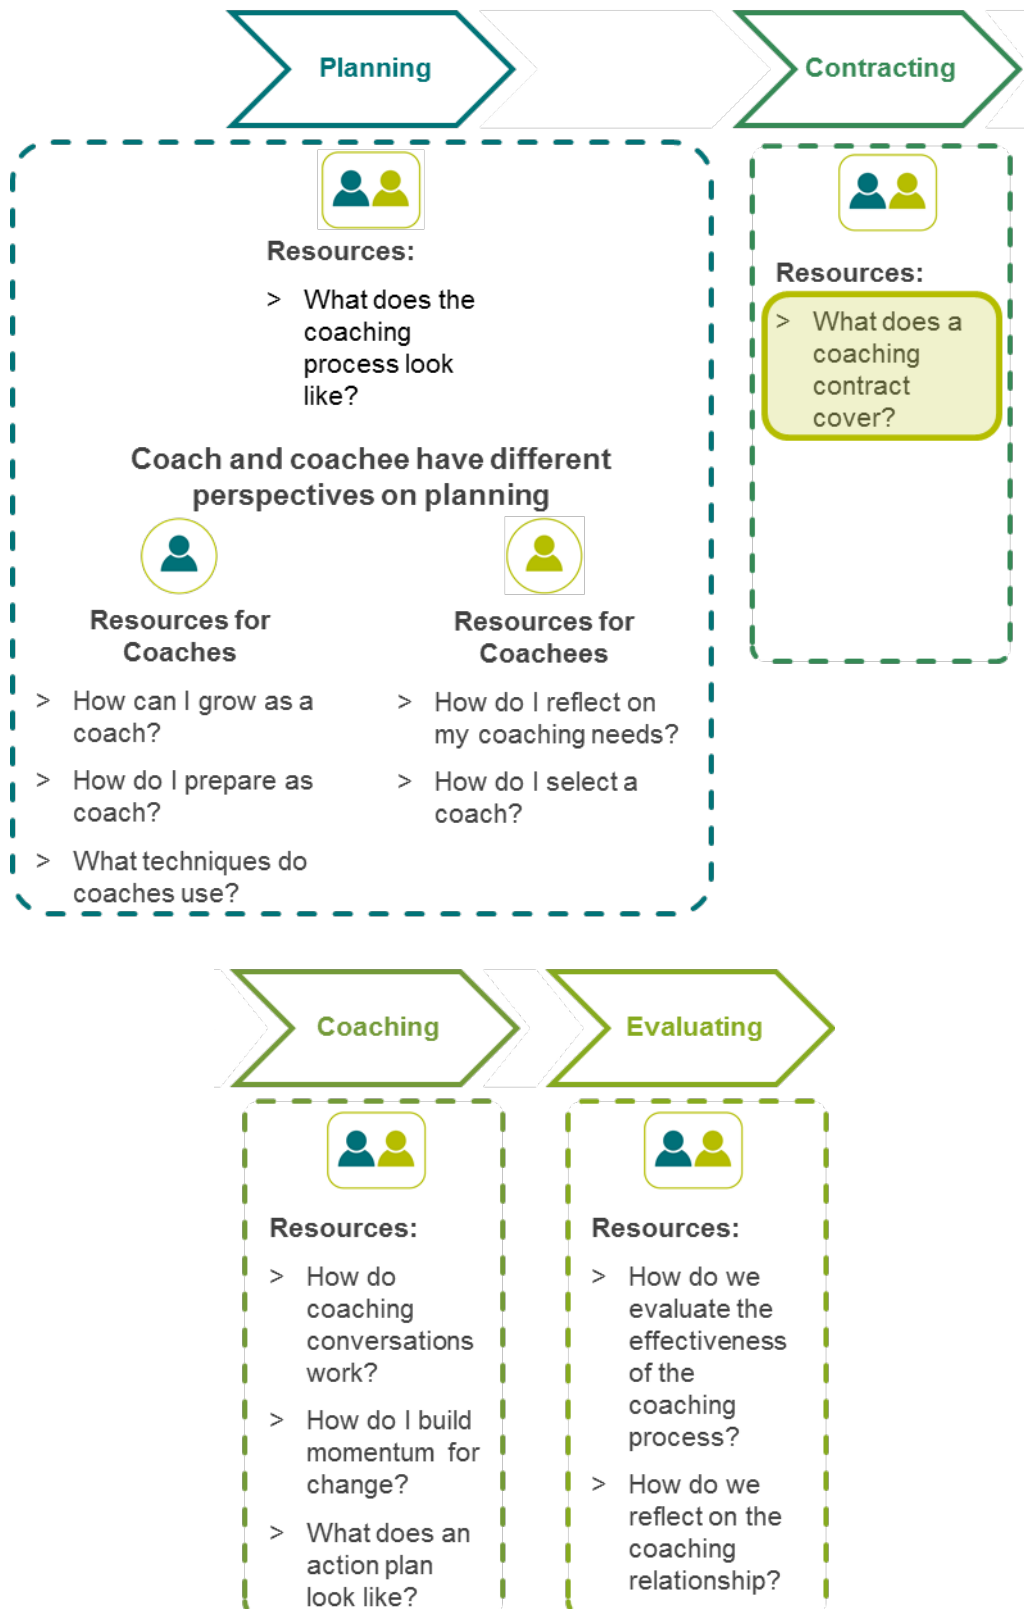 Planning
Contracting
Resources:
> What does the
coaching
process look
like?
Coach and coachee have different
perspectives on planning
Resources for
Coaches
> How can I grow as a
coach?
> How do I prepare as
coach?
> What techniques do
coaches use?
Resources for
Coachees
> How do I reflect on
my coaching needs?
> How do I select a
coach?
Resources:
> What does a
coaching
contract
cover?
Coaching
Evaluating
Resources:
> How do
coaching
conversations
work?
> How do I build
momentum for
change?
> What does an
action plan
look like?
Resources:
> How do we
evaluate the
effectiveness
of the
coaching
process?
> How do we
reflect on the
coaching
relationship?